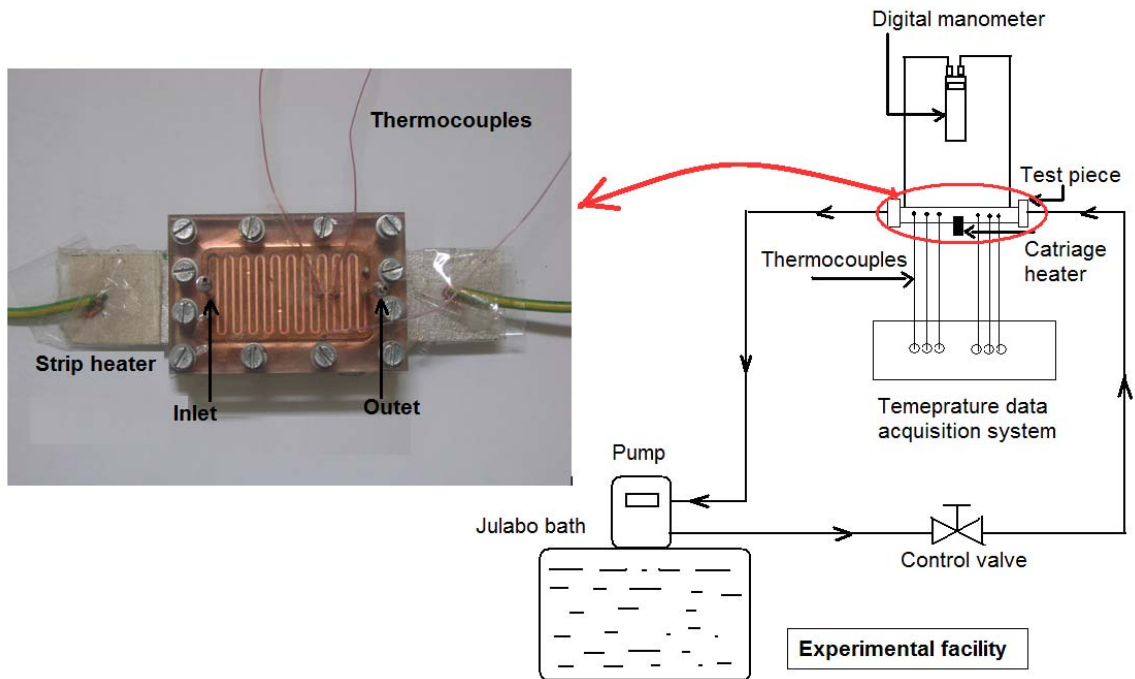 Digital manometer
Thermocouples
Test piece
Thermocouples
Catriage
heater
Strip heater
Inlet
Outet
Temeprature data
acquisition system
Pump
Julabo bath
Control valve
Experimental facility